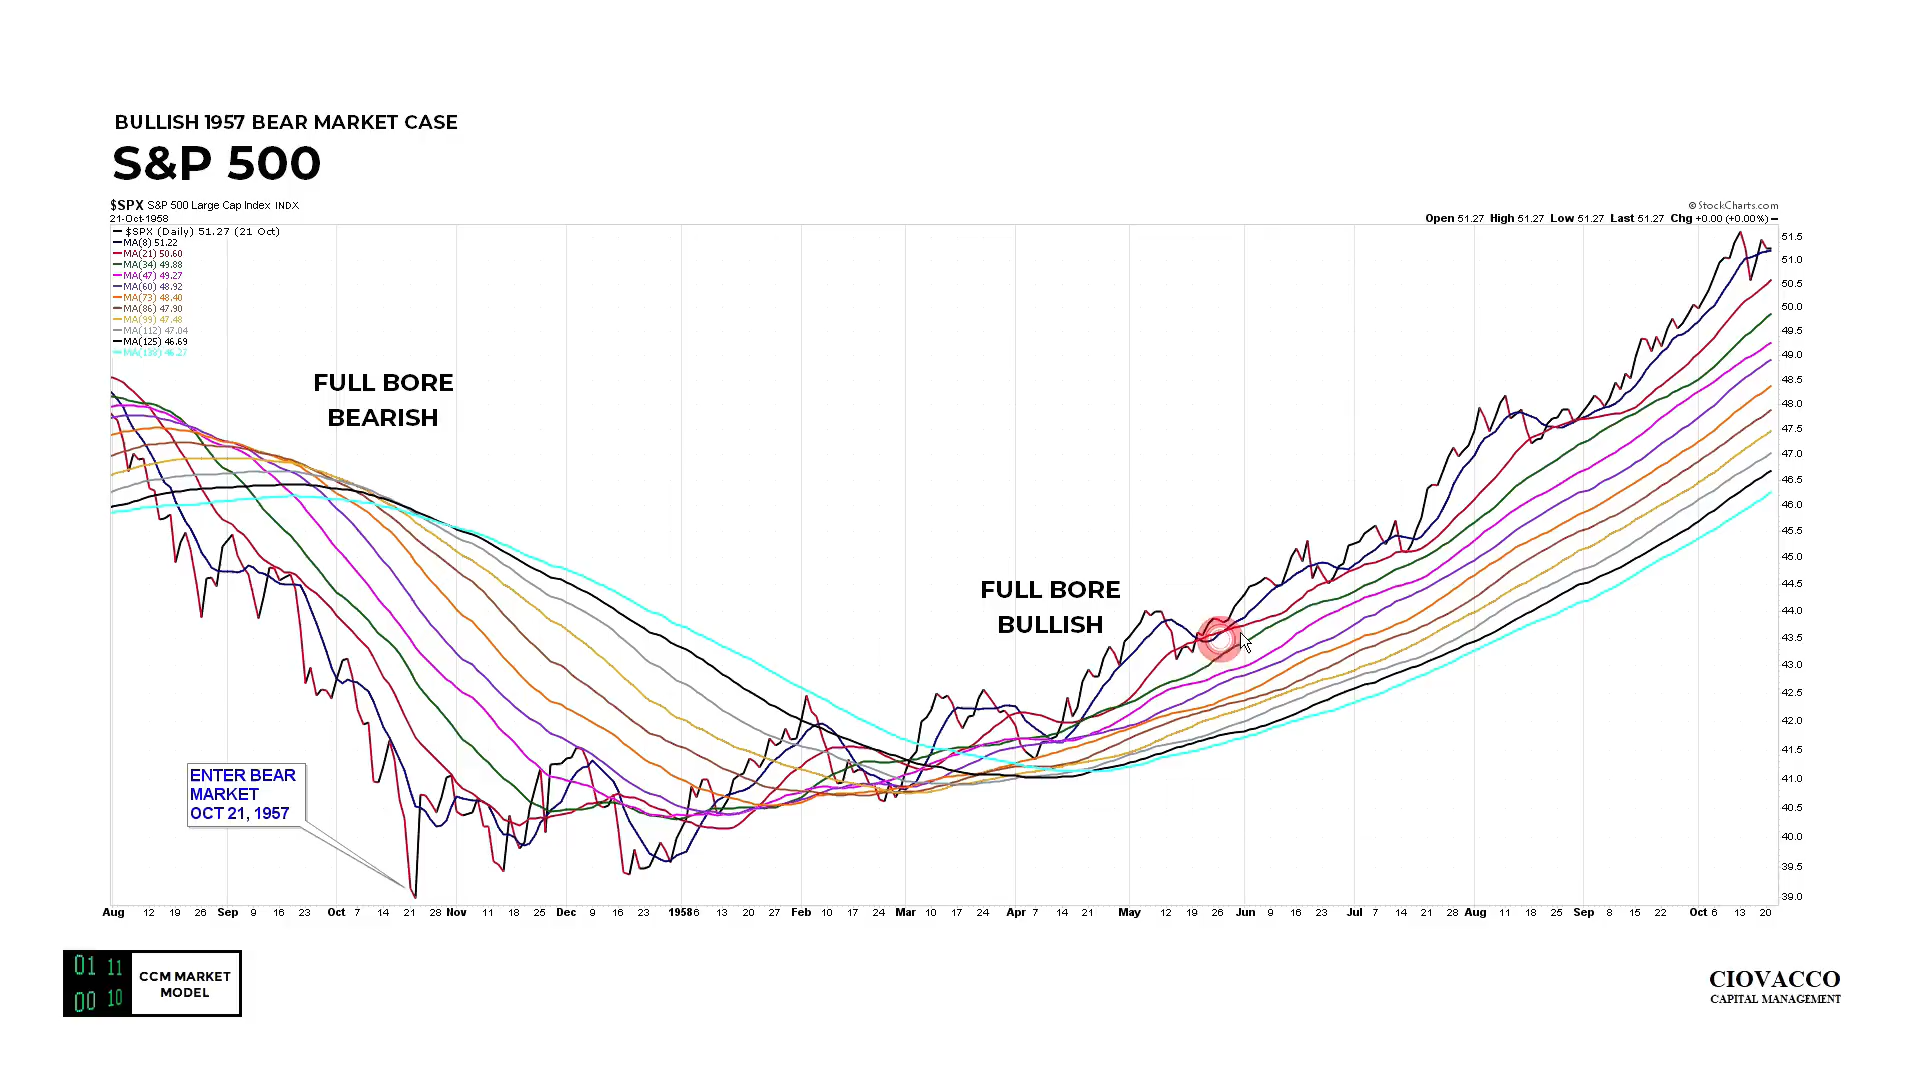 BULLISH 1957 BEAR MARKET CASE
S&P 500
$SPX S&P 500 Large Cap Index INDX
© StockCharts.com
21-Oct-1958
Open 51.27 High 51.27 Low 51.27 Last 51.27 Chg +0.00 (+0.00%)
$SPX (Daily) 51.27 (21 Oct)
MA(8) 51.22
MA(21) 50.60
MA(34) 49.88
MA(47) 49.27
MA(60) 48.92
MA(73) 48.40
MA(86) 47.90
MA(99) 47.48
MA(112) 47.04
MA(125) 46.69
51.5
51.0
50.5
50.0
49.5
49.0
48.5
48.0
47.5
47.0
46.5
46.0
45.5
45.0
44.5
44.0
43.5
43.0
42.5
42.0
41.5
41.0
40.5
40.0
39.5
39.0
FULL BORE
BEARISH
FULL BORE
BULLISH
ENTER BEAR
MARKET
OCT 21, 1957
Aug 12 19 26 Sep 9 16 23 Oct 7 14 21 28 Nov 11 18 25 Dec 9 16 23 1958 6 13 20 27 Feb 10 17 24 Mar 10 17 24 Apr 7 14 21 May 12 19 26 Jun 9 16 23 Jul 7 14 21 28 Aug 11 18 25 Sep 8 15 22 Oct 6 13 20
01 11
00 10
CCM MARKET
MODEL
CIOVACCO
CAPITAL MANAGEMENT